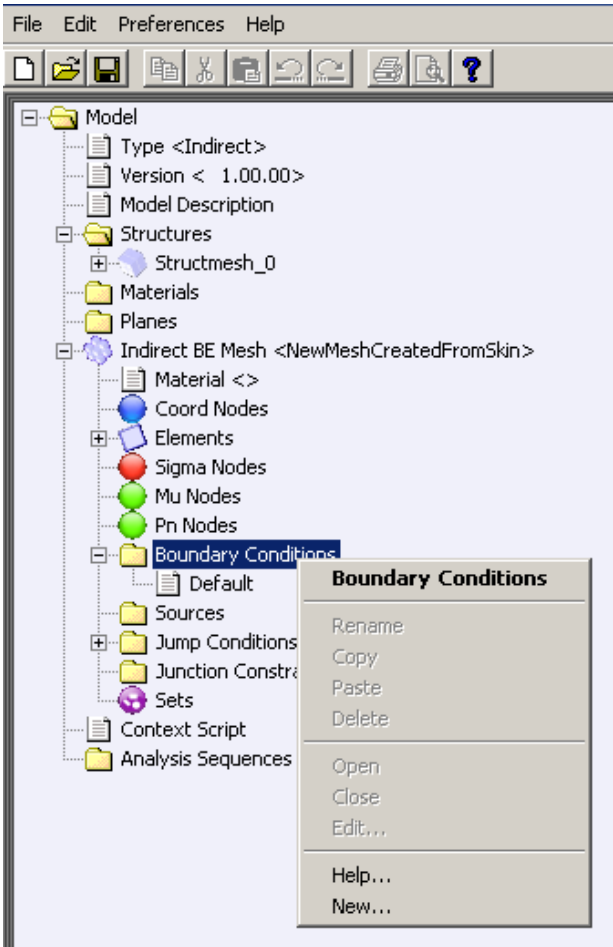 File Edit Preferences Help
Model
Type <Indirect>
Version < 1.00.00>
Model Description
Structures
Structmesh_0
Materials
Planes
Indirect BE Mesh <NewMeshCreatedFromSkin>
Material <>
Coord Nodes
Elements
Sigma Nodes
Mu Nodes
Pn Nodes
Boundary Conditions
Default
Boundary Conditions
Sources
Rename
Jump Conditions
Copy
Junction
Paste
Sets
Delete
Context Script
Analysis Sequences
Open
Close
Edit...
Help...
New...